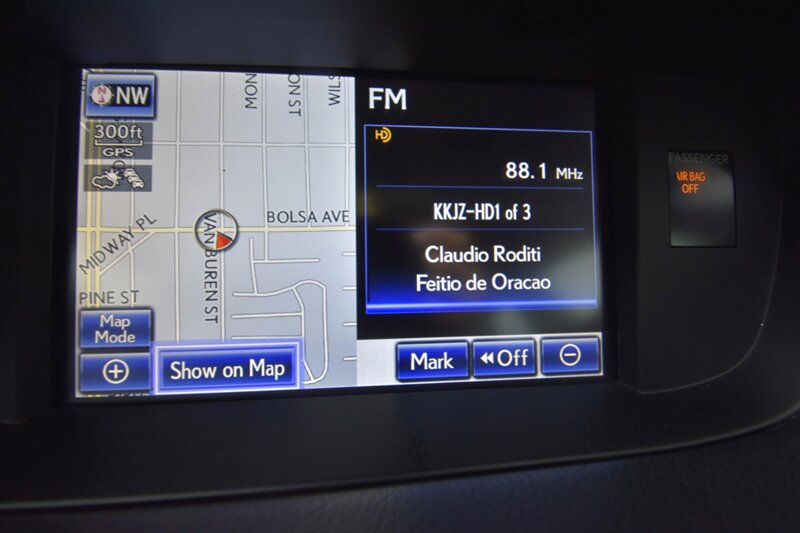 NW
300ft
GPS
MON
ON ST
WILS
MIDWAY PL
VAN BUREN ST
BOLSA AVE
PINE ST
Map
Mode
Show on Map
FM
HD
88.1 MHz
KKJZ-HD1 of 3
Claudio Roditi
Feitio de Oracao
Mark
Off
PASSENGER
AIR BAG
OFF